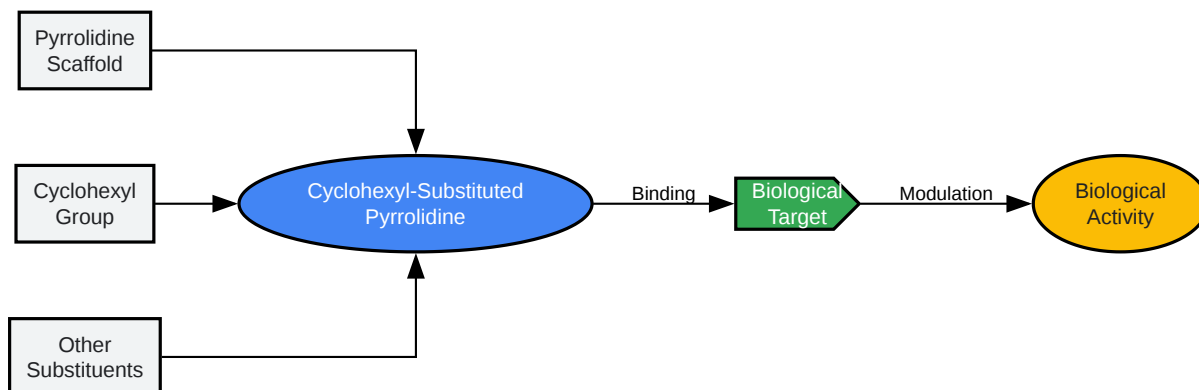 Pyrrolidine
Scaffold
Cyclohexyl
Group
Other
Substituents
Cyclohexyl-Substituted
Pyrrolidine
Binding
Biological
Target
Modulation
Biological
Activity